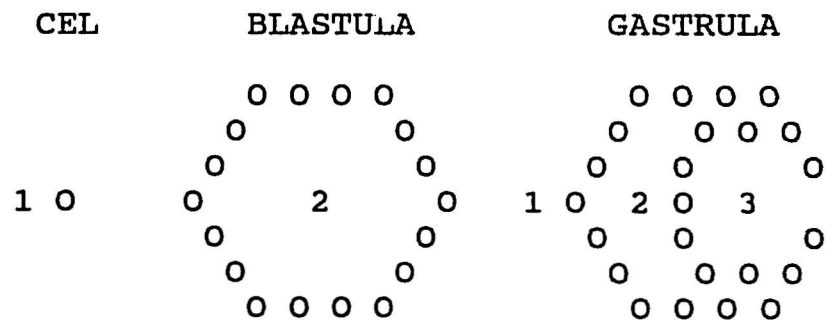 CEL BLASTULA GASTRULA
O O O O O O O O
O O O O O O
O O O O O
1 O O 2 O 1 O 2 O 3
O O O O O
O O O O O O
O O O O O O O O